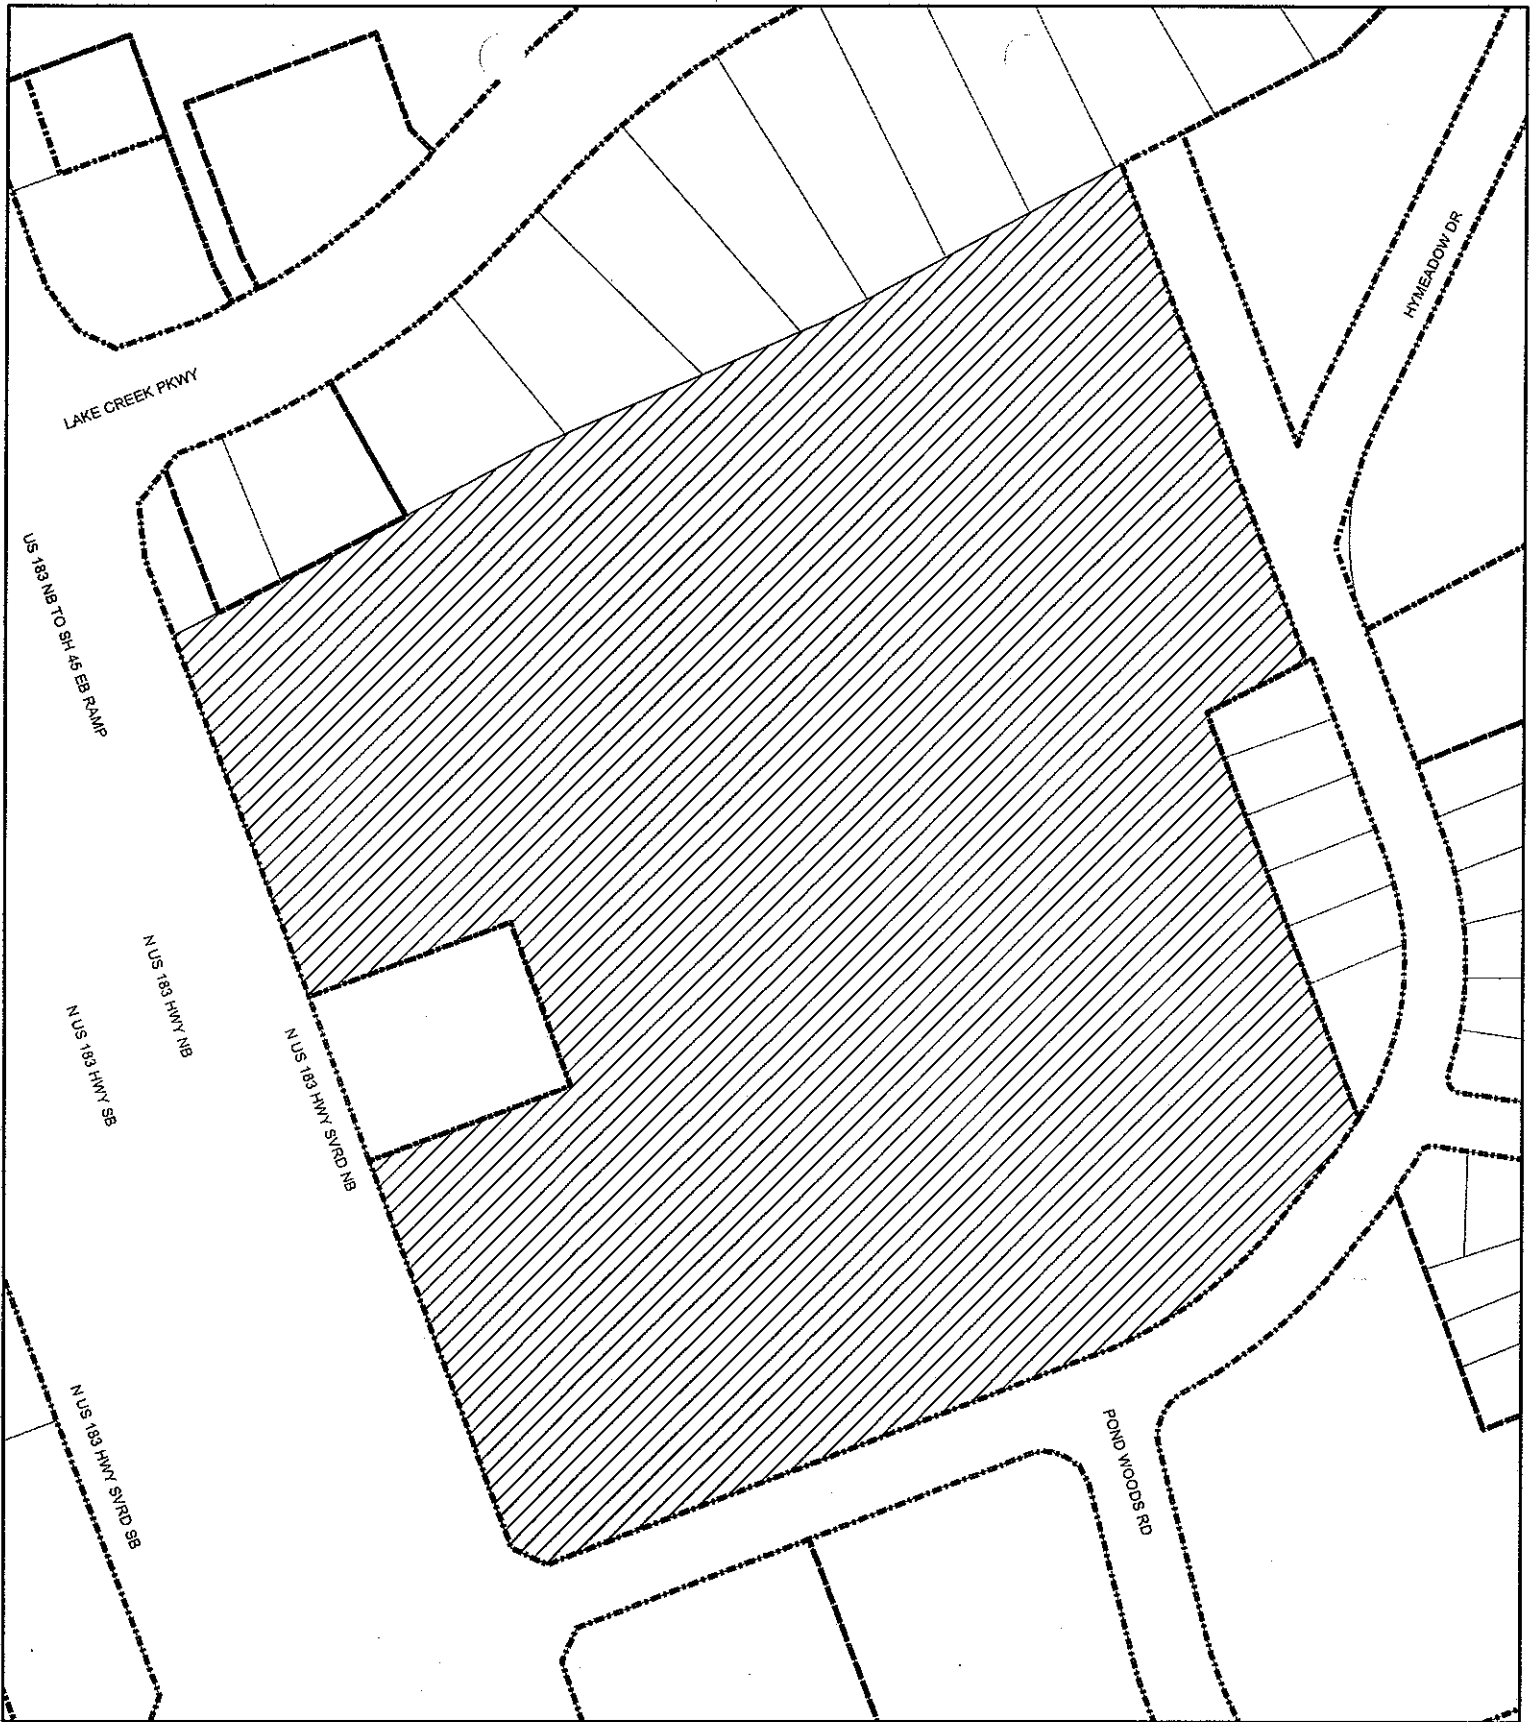 HYMEADOW DR
LAKE CREEK PKWY
US 183 NB TO SH 45 EB RAMP
N US 183 HWY NB
N US 183 HWY SB
N US 183 HWY SVRD NB
N US 183 HWY SVRD SB
POND WOODS RD